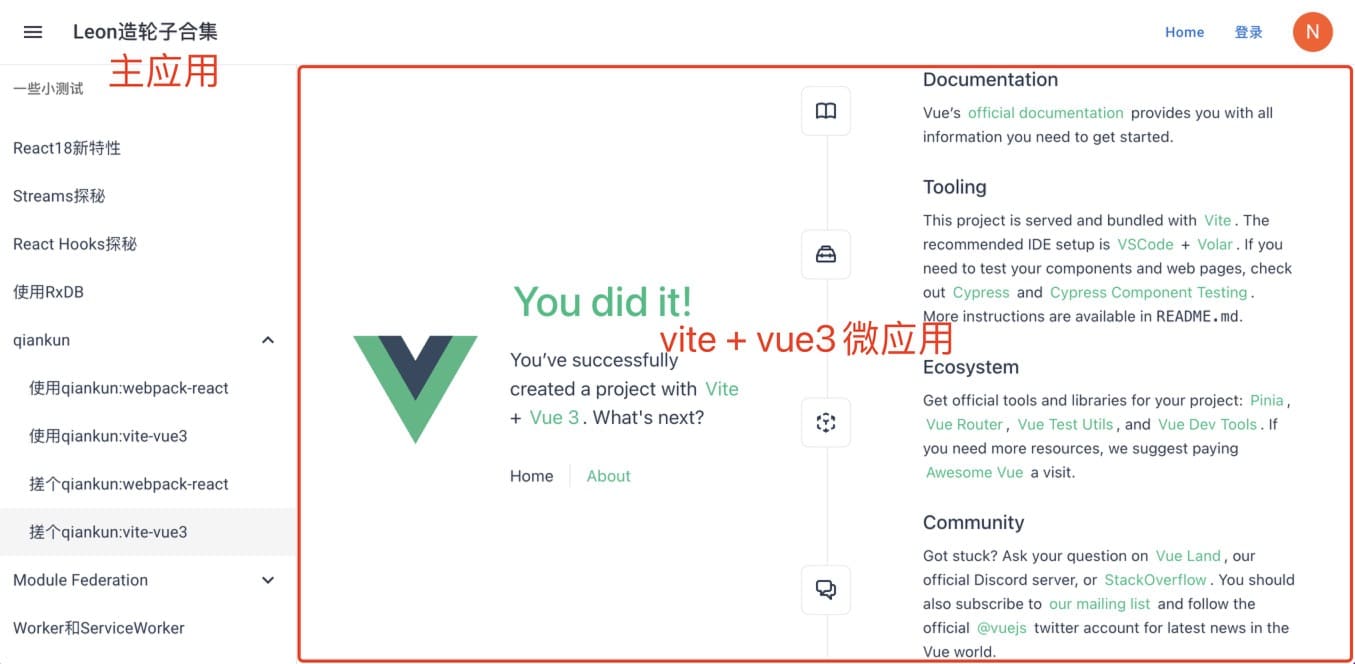 Leon造轮子合集
Home
登录
N
主应用
一些小测试
React18新特性
Streams探秘
React Hooks探秘
使用RxDB
qiankun
使用qiankun:webpack-react
使用qiankun:vite-vue3
搓个qiankun:webpack-react
搓个qiankun:vite-vue3
Module Federation
Worker和ServiceWorker
You did it!
You’ve successfully
created a project with Vite
+ Vue 3. What's next?
Home
About
vite + vue3 微应用
Documentation
Vue’s official documentation provides you with all
information you need to get started.
Tooling
This project is served and bundled with Vite. The
recommended IDE setup is VSCode + Volar. If you
need to test your components and web pages, check
out Cypress and Cypress Component Testing.
More instructions are available in README.md.
Ecosystem
Get official tools and libraries for your project: Pinia,
Vue Router, Vue Test Utils, and Vue Dev Tools. If
you need more resources, we suggest paying
Awesome Vue a visit.
Community
Got stuck? Ask your question on Vue Land, our
official Discord server, or StackOverflow. You should
also subscribe to our mailing list and follow the
official @vuejs twitter account for latest news in the
Vue world.